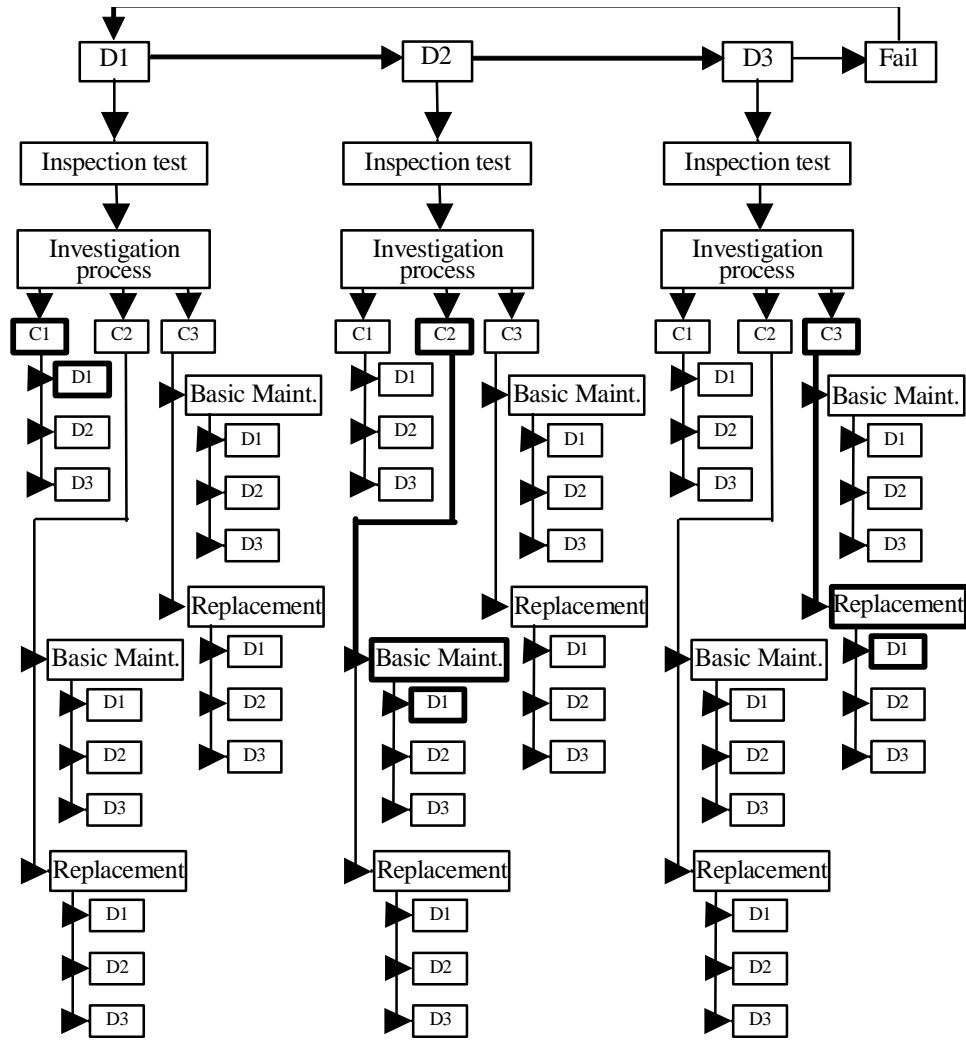 D1
D2
D3
Fail
Inspection test
Inspection test
Inspection test
Investigation
process
Investigation
process
Investigation
process
C1
C2
C3
C1
C2
C3
C1
C2
C3
D1
D2
D3
Basic Maint.
D1
D2
D3
Replacement
D1
D2
D3
Basic Maint.
D1
D2
D3
Replacement
D1
D2
D3
D1
D2
D3
Basic Maint.
D1
D2
D3
Replacement
D1
D2
D3
Basic Maint.
D1
D2
D3
Replacement
D1
D2
D3
D1
D2
D3
Basic Maint.
D1
D2
D3
Replacement
D1
D2
D3
Basic Maint.
D1
D2
D3
Replacement
D1
D2
D3